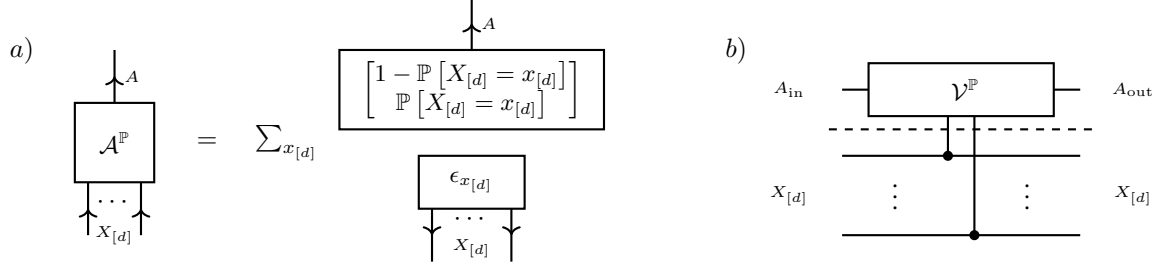 a)
A
𝒜^ℙ
⋯
X_{[d]}
= ∑_{x_{[d]}}
A
[1 − ℙ [X_{[d]} = x_{[d]}]]
[ℙ [X_{[d]} = x_{[d]}]]
ϵ_{x_{[d]}}
⋯
X_{[d]}
b)
A_in 𝒱^ℙ A_out
X_{[d]} ⋮ ⋮ X_{[d]}